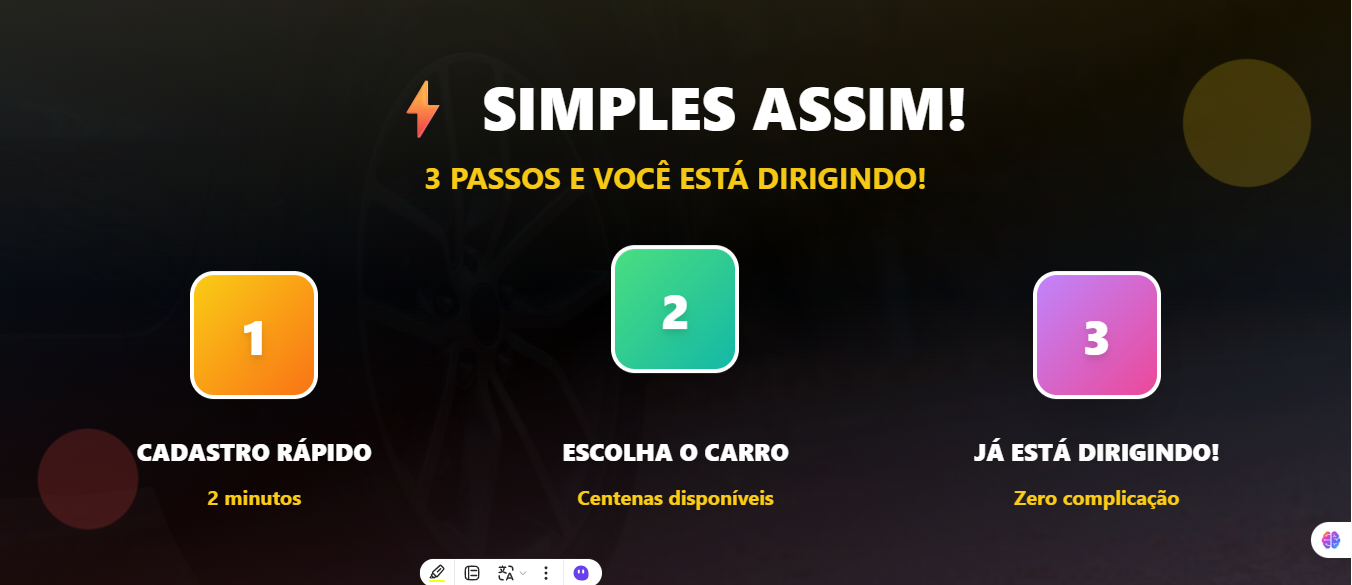 SIMPLES ASSIM!
3 PASSOS E VOCÊ ESTÁ DIRIGINDO!
1
2
3
CADASTRO RÁPIDO
ESCOLHA O CARRO
JÁ ESTÁ DIRIGINDO!
2 minutos
Centenas disponíveis
Zero complicação